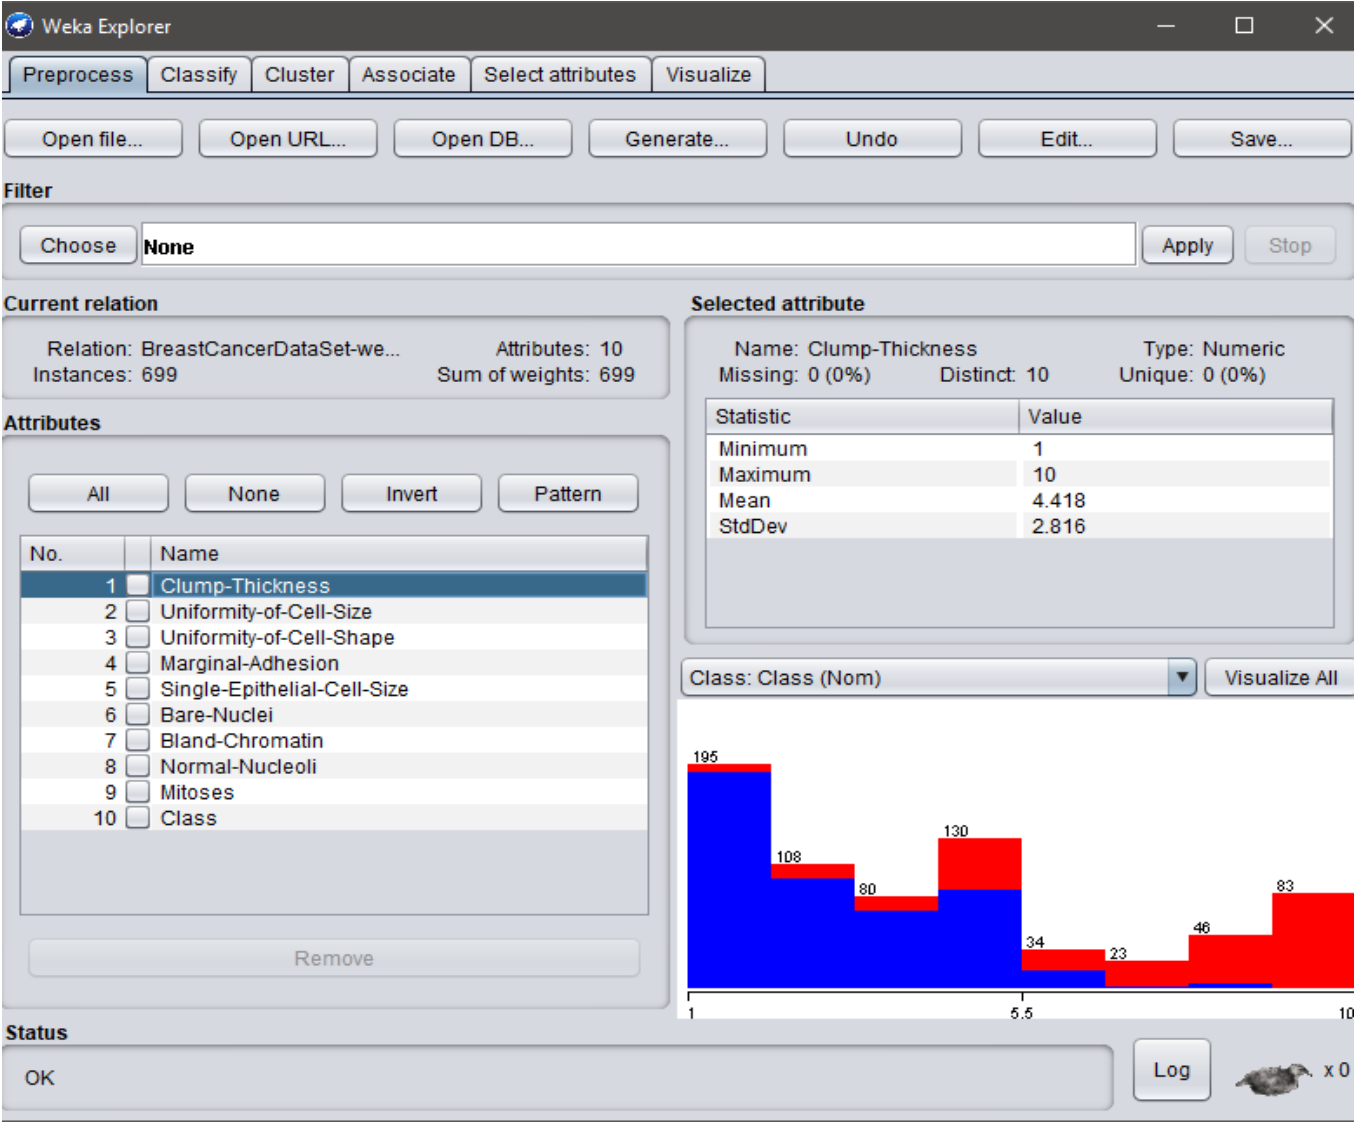 Weka Explorer
Preprocess Classify Cluster Associate Select attributes Visualize
Open file... Open URL... Open DB... Generate... Undo Edit... Save...
Filter
Choose None Apply Stop
Current relation
Relation: BreastCancerDataSet-we... Attributes: 10
Instances: 699 Sum of weights: 699
Attributes
All None Invert Pattern
No. Name
1 Clump-Thickness
2 Uniformity-of-Cell-Size
3 Uniformity-of-Cell-Shape
4 Marginal-Adhesion
5 Single-Epithelial-Cell-Size
6 Bare-Nuclei
7 Bland-Chromatin
8 Normal-Nucleoli
9 Mitoses
10 Class
Remove
Selected attribute
Name: Clump-Thickness Type: Numeric
Missing: 0 (0%) Distinct: 10 Unique: 0 (0%)
Statistic Value
Minimum 1
Maximum 10
Mean 4.418
StdDev 2.816
Class: Class (Nom) Visualize All
195
108
80
130
34
23
46
83
1 5.5 10
Status
OK
Log x 0